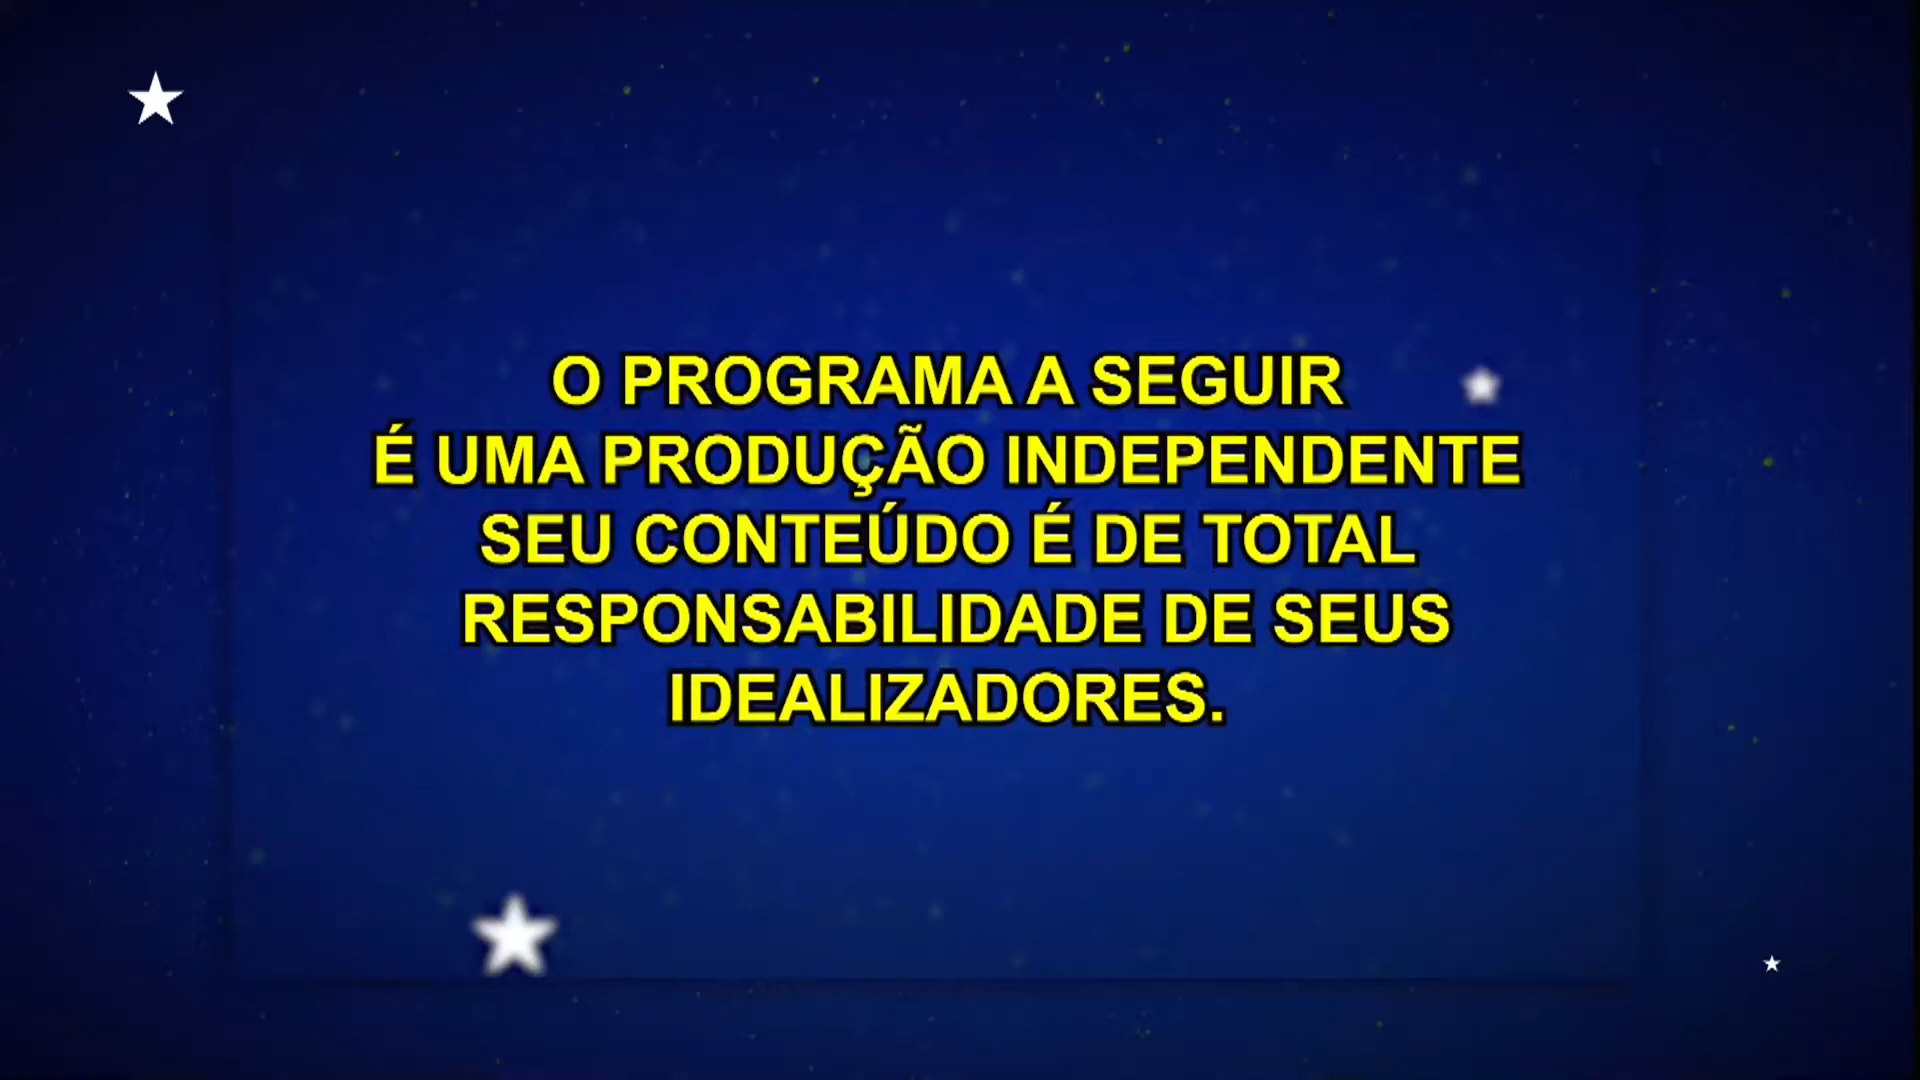 O PROGRAMA A SEGUIR
É UMA PRODUÇÃO INDEPENDENTE
SEU CONTEÚDO É DE TOTAL
RESPONSABILIDADE DE SEUS
IDEALIZADORES.